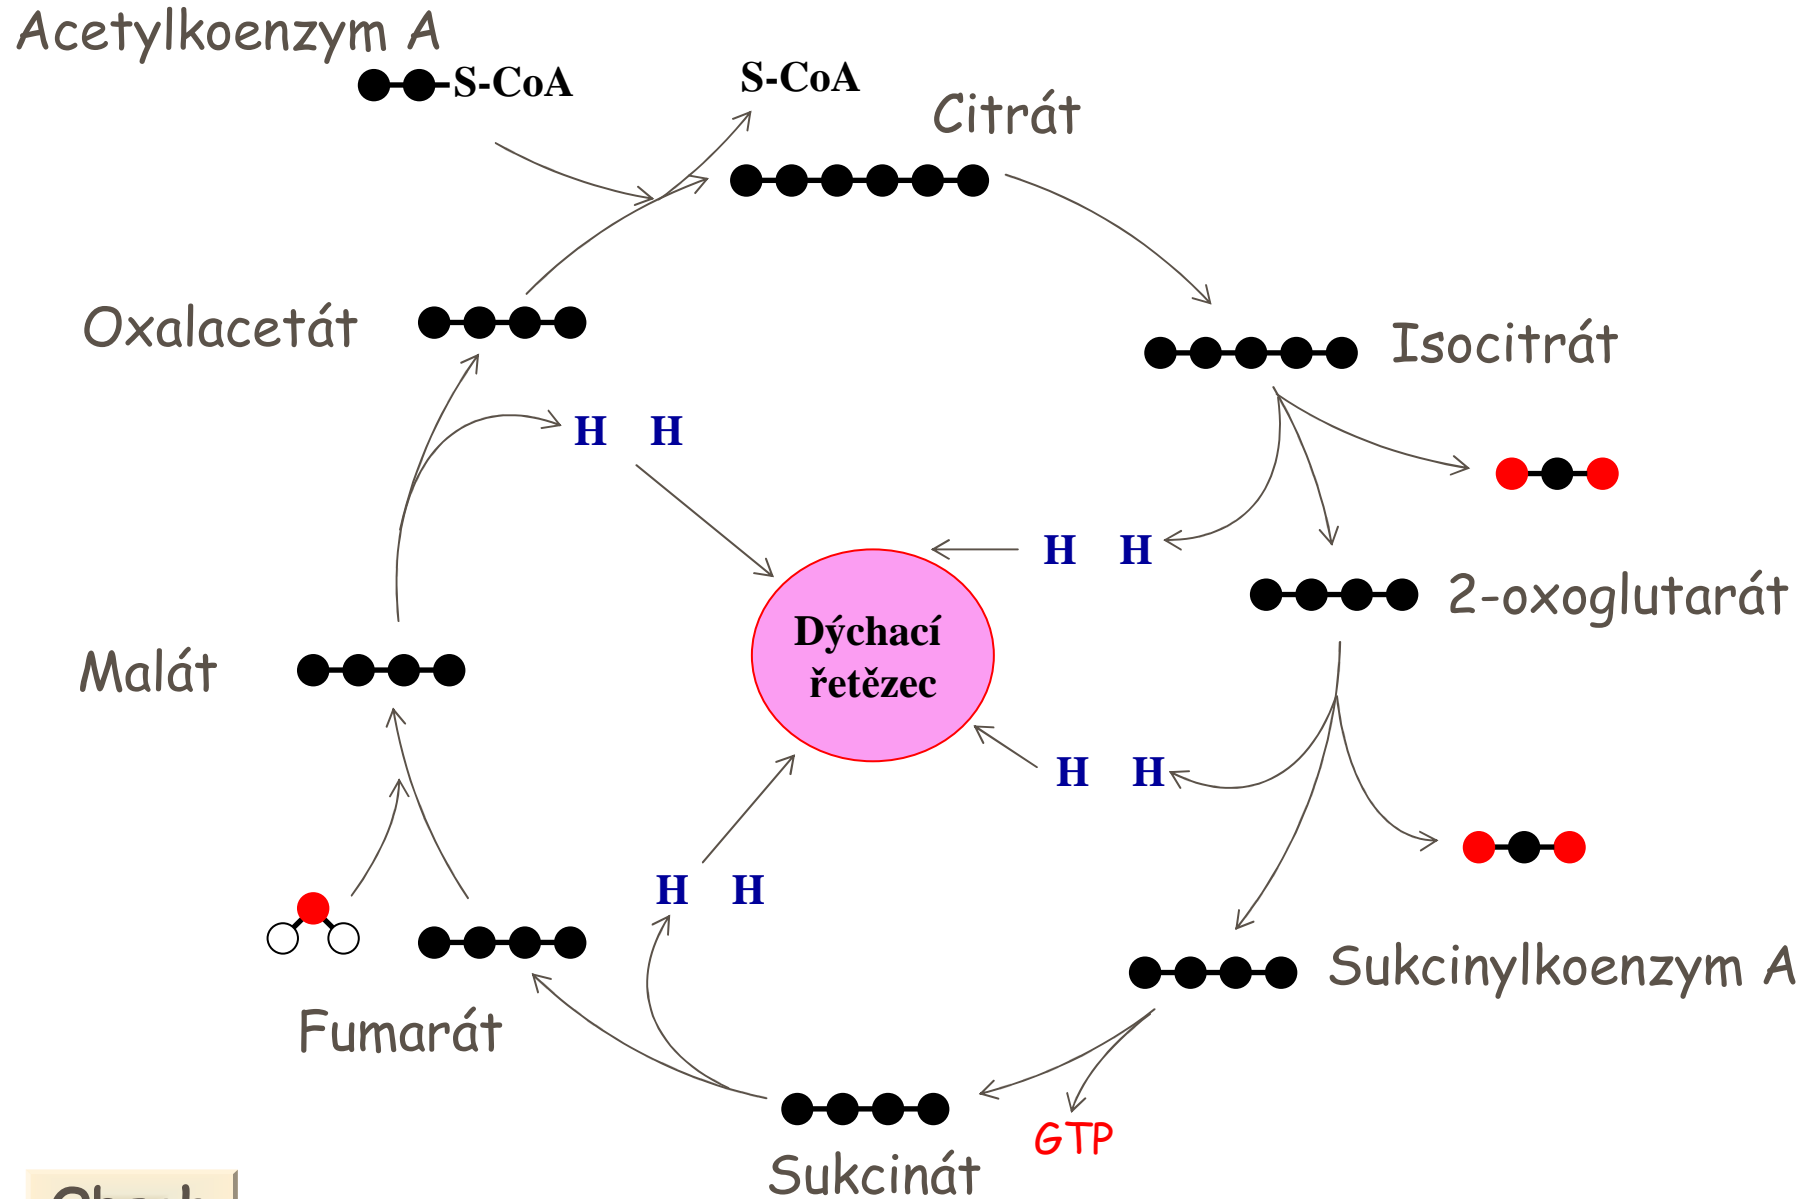 Acetylkoenzym A
S-CoA
S-CoA
Citrát
Oxalacetát
Isocitrát
H H
H H
2-oxoglutarát
Dýchací
řetězec
Malát
H H
H H
Sukcinylkoenzym A
Fumarát
GTP
Sukcinát